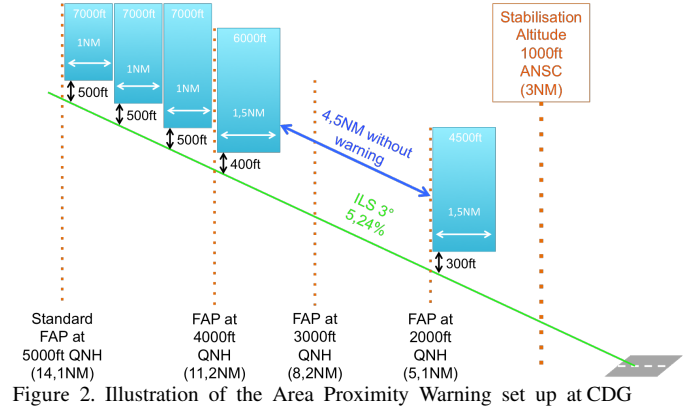 7000ft
7000ft
7000ft
6000ft
Stabilisation
Altitude
1000ft
ANSC
(3NM)
1NM
1NM
1NM
1,5NM
500ft
500ft
500ft
400ft
4,5NM without
warning
4500ft
1,5NM
300ft
ILS 3°
5,24%
Standard
FAP at
5000ft QNH
(14,1NM)
FAP at
4000ft
QNH
(11,2NM)
FAP at
3000ft
QNH
(8,2NM)
FAP at
2000ft
QNH
(5,1NM)
Figure 2. Illustration of the Area Proximity Warning set up at CDG